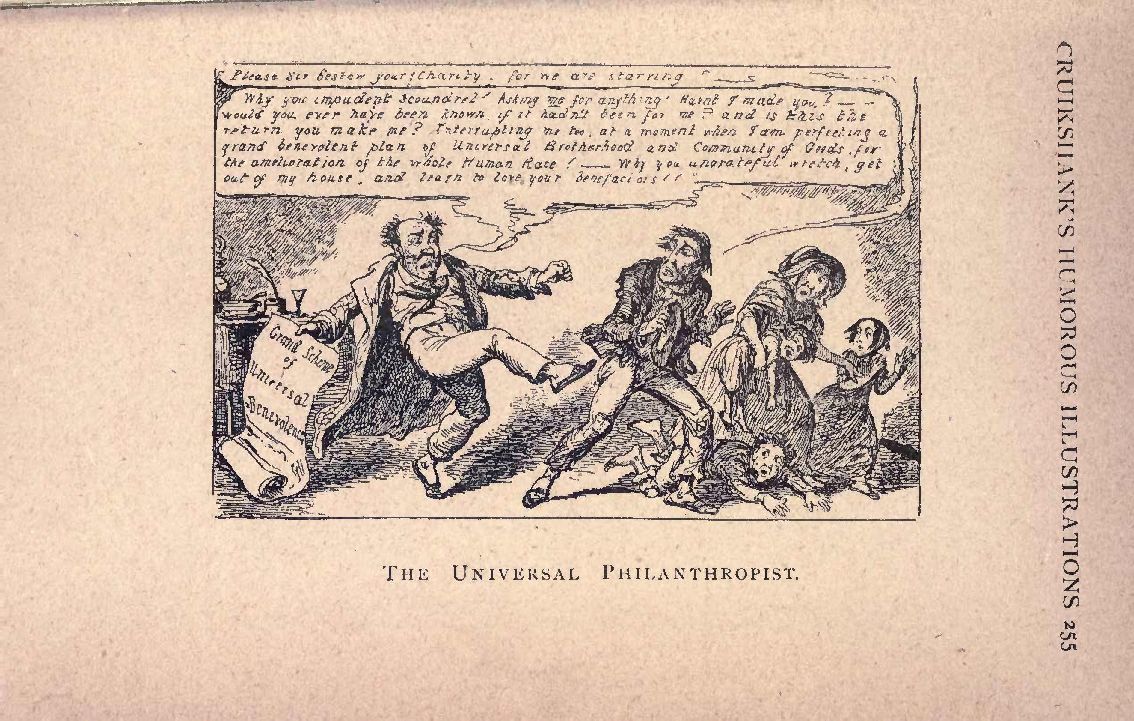 Please Sir bestow your Charity, for we are starving
Why you impudent Scoundrel! Asking me for anything! Havnt I made you? —
would you ever have been known if it hadn't been for me? and is this the
return you make me? Interrupting me too, at a moment when I am perfecting a
grand benevolent plan of Universal Brotherhood and Community of Goods, for
the amelioration of the whole Human Race! — Why you ungrateful wretch, get
out of my house, and learn to love your benefactors!!
Grand Scheme
of
Universal
Benevolence
THE UNIVERSAL PHILANTHROPIST.
CRUIKSHANK'S HUMOROUS ILLUSTRATIONS 255